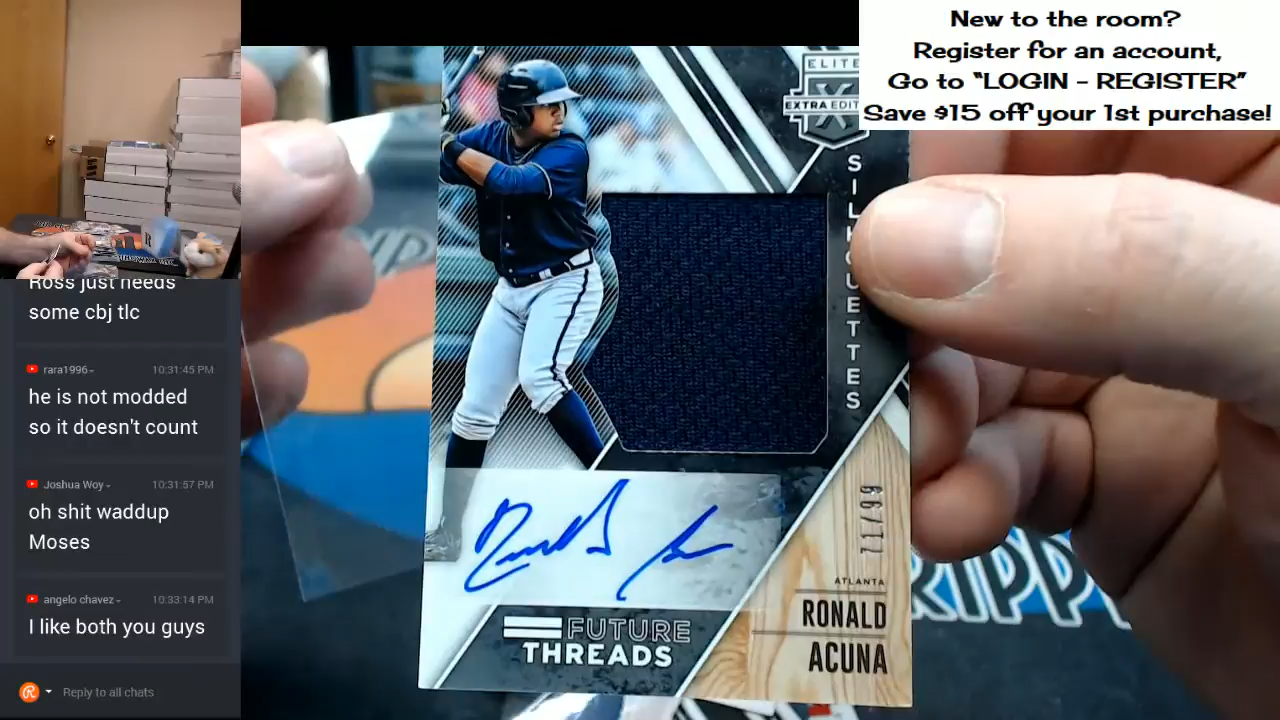 New to the room?
Register for an account,
Go to “LOGIN - REGISTER”
Save $15 off your 1st purchase!
Ross just needs
some cbj tlc
rara1996
10:31:45 PM
he is not modded
so it doesn't count
Joshua Woy
10:31:57 PM
oh shit waddup
Moses
angelo chavez
10:33:14 PM
I like both you guys
Reply to all chats
ELITE
X
EXTRA EDIT
SILHOUETTES
71/99
ATLANTA
RONALD
ACUNA
FUTURE
THREADS
RIPP